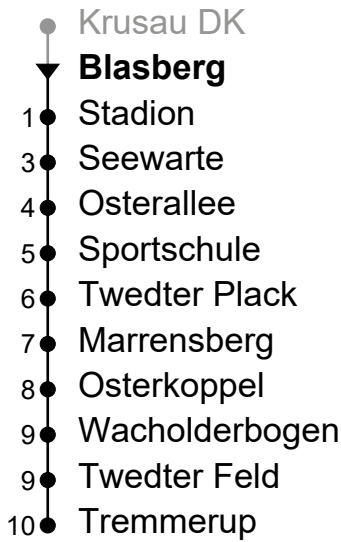 Krusau DK
Blasberg
1 Stadion
3 Seewarte
4 Osterallee
5 Sportschule
6 Twedter Plack
7 Marrensberg
8 Osterkoppel
9 Wacholderbogen
9 Twedter Feld
10 Tremmerup